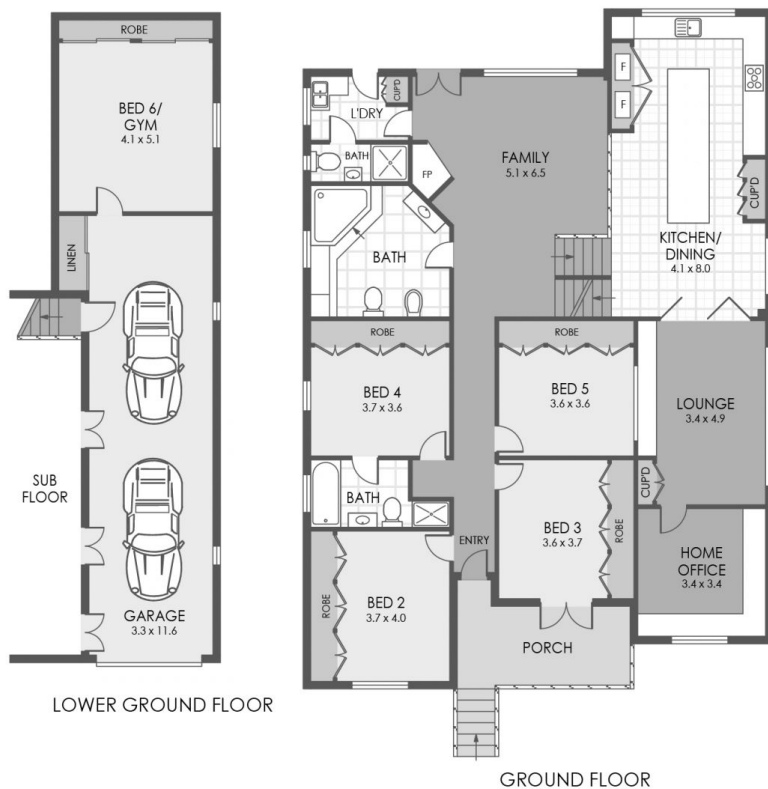 ROBE
BED 6/
GYM
4.1 x 5.1
LINEN
SUB
FLOOR
GARAGE
3.3 x 11.6
LOWER GROUND FLOOR
CUP'D
L'DRY
BATH
FP
FAMILY
5.1 x 6.5
F
F
CUP'D
KITCHEN/
DINING
4.1 x 8.0
BATH
ROBE
BED 4
3.7 x 3.6
ROBE
BED 5
3.6 x 3.6
LOUNGE
3.4 x 4.9
BATH
CUP'D
BED 3
3.6 x 3.7
ROBE
ENTRY
HOME
OFFICE
3.4 x 3.4
ROBE
BED 2
3.7 x 4.0
PORCH
GROUND FLOOR